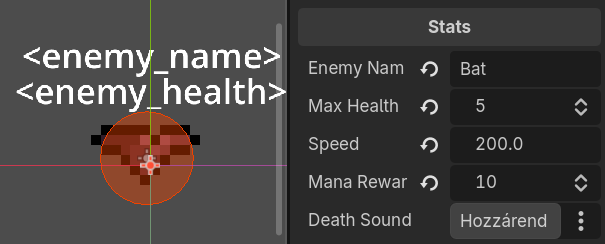 <enemy_name>
<enemy_health>
Stats
Enemy Nam
Bat
Max Health
5
Speed
200.0
Mana Rewar
10
Death Sound
Hozzárend